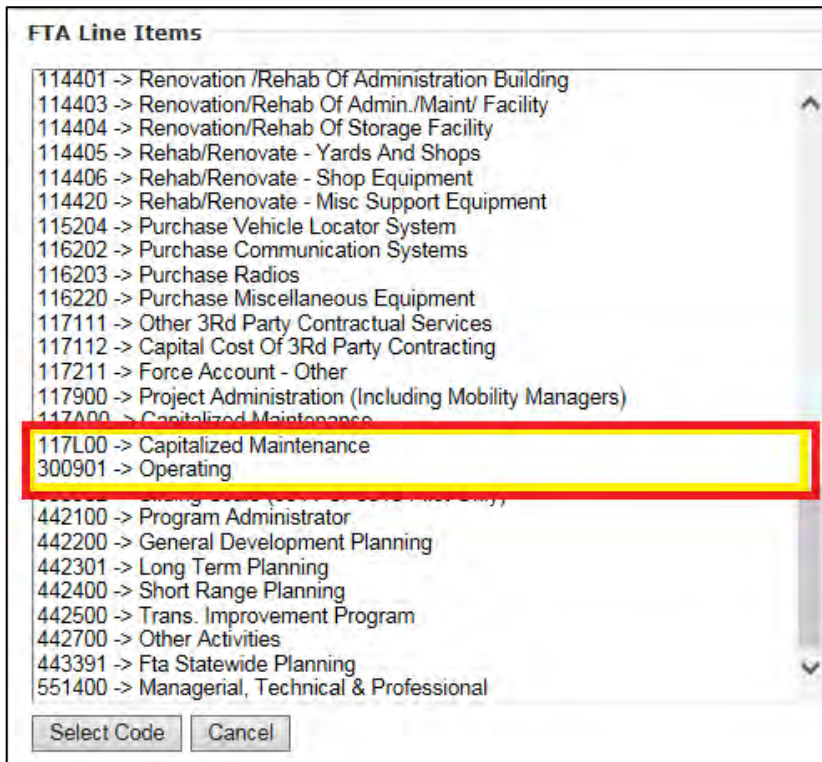 FTA Line Items
114401 -> Renovation /Rehab Of Administration Building
114403 -> Renovation/Rehab Of Admin./Maint/ Facility
114404 -> Renovation/Rehab Of Storage Facility
114405 -> Rehab/Renovate - Yards And Shops
114406 -> Rehab/Renovate - Shop Equipment
114420 -> Rehab/Renovate - Misc Support Equipment
115204 -> Purchase Vehicle Locator System
116202 -> Purchase Communication Systems
116203 -> Purchase Radios
116220 -> Purchase Miscellaneous Equipment
117111 -> Other 3Rd Party Contractual Services
117112 -> Capital Cost Of 3Rd Party Contracting
117211 -> Force Account - Other
117900 -> Project Administration (Including Mobility Managers)
117A00 -> Capitalized Maintenance
117L00 -> Capitalized Maintenance
300901 -> Operating
442100 -> Program Administrator
442200 -> General Development Planning
442301 -> Long Term Planning
442400 -> Short Range Planning
442500 -> Trans. Improvement Program
442700 -> Other Activities
443391 -> Fta Statewide Planning
551400 -> Managerial, Technical & Professional
Select Code Cancel